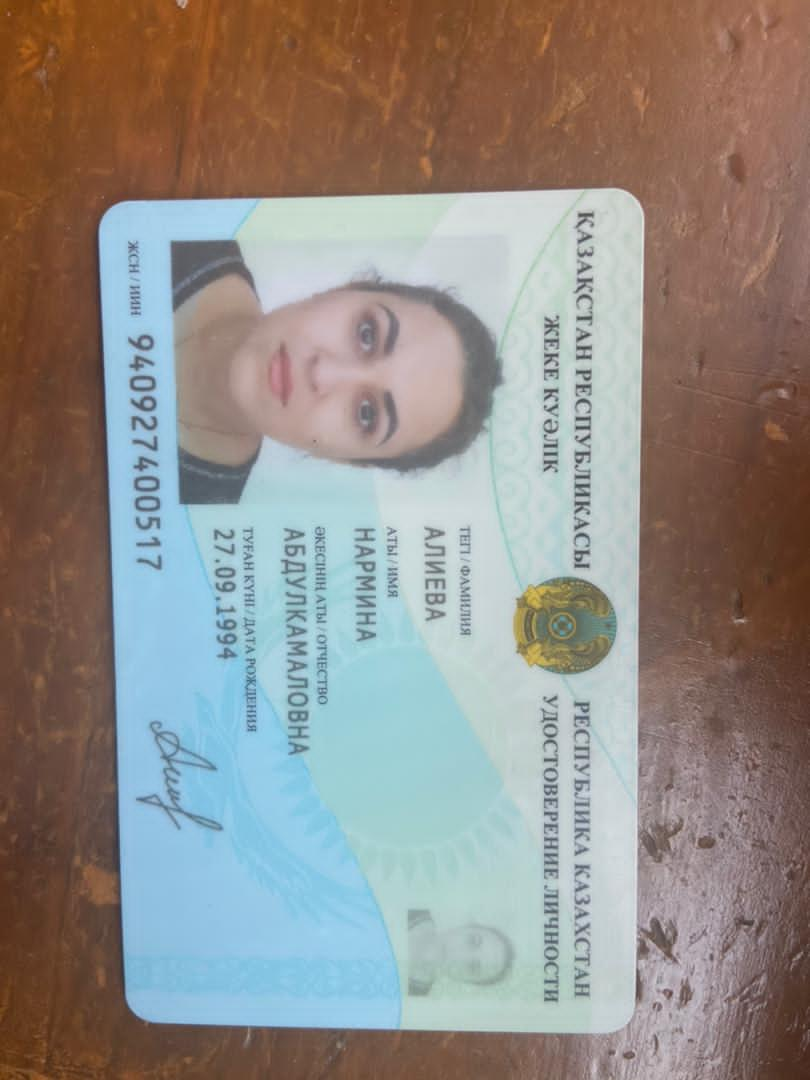 ҚАЗАҚСТАН РЕСПУБЛИКАСЫ
ЖЕКЕ КУӘЛІК
РЕСПУБЛИКА КАЗАХСТАН
УДОСТОВЕРЕНИЕ ЛИЧНОСТИ
ТЕГІ / ФАМИЛИЯ
АЛИЕВА
АТЫ / ИМЯ
НАРМИНА
ӘКЕСІНІҢ АТЫ / ОТЧЕСТВО
АБДУЛКАМАЛОВНА
ТУҒАН КҮНІ / ДАТА РОЖДЕНИЯ
27.09.1994
ЖСН / ИИН 940927400517